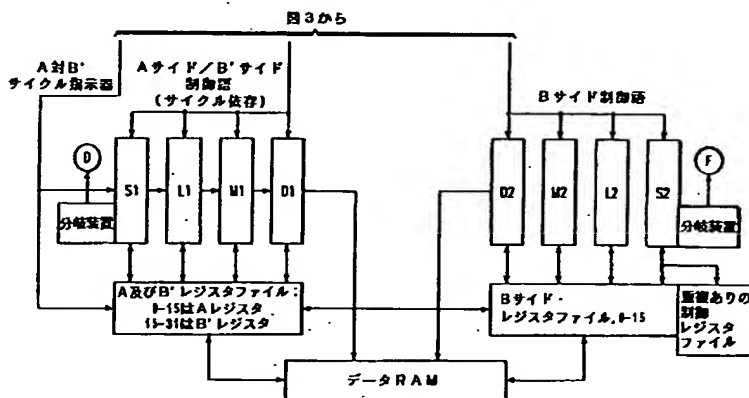 図3から
A対B'
サイクル指示器
Aサイド/B'サイド
制御語
(サイクル依存)
Bサイド制御語
D
分岐装置
S1
L1
M1
D1
D2
M2
L2
S2
F
分岐装置
A及びB'レジスタファイル:
0-15はAレジスタ
15-31はB'レジスタ
Bサイド・
レジスタファイル,0-15
重複ありの
制御
レジスタ
ファイル
データRAM